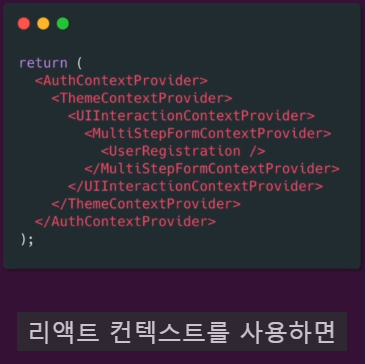 return (
  <AuthContextProvider>
    <ThemeContextProvider>
      <UIInteractionContextProvider>
        <MultiStepFormContextProvider>
          <UserRegistration />
        </MultiStepFormContextProvider>
      </UIInteractionContextProvider>
    </ThemeContextProvider>
  </AuthContextProvider>
);
리액트 컨텍스트를 사용하면